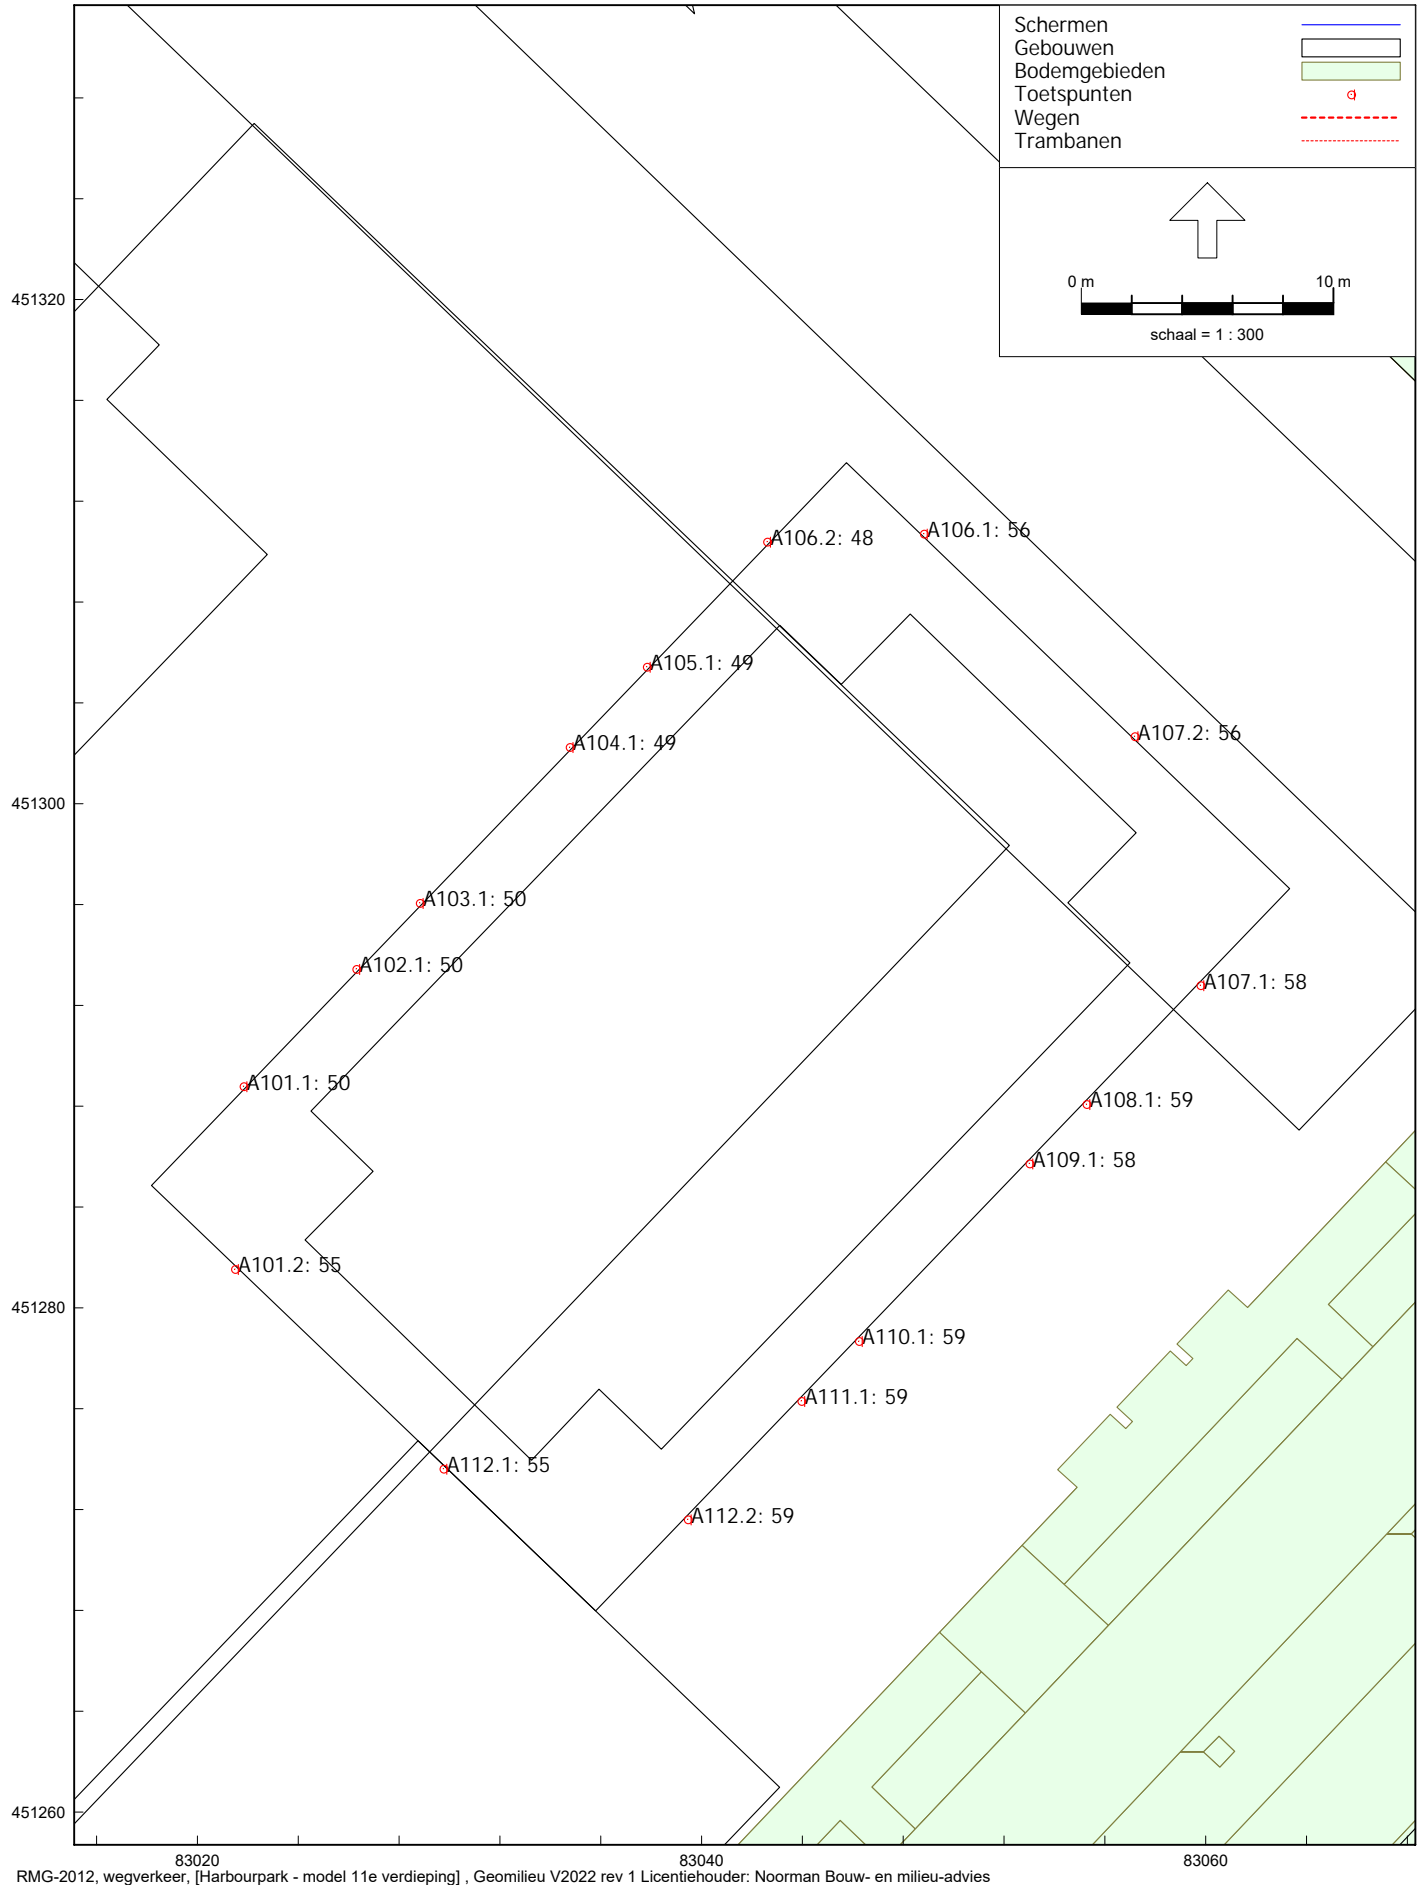 Schermen
Gebouwen
Bodemgebieden
Toetspunten
Wegen
Trambanen
0 m 10 m
schaal = 1 : 300
451320
A106.2: 48
A106.1: 56
A105.1: 49
A104.1: 49
A107.2: 56
451300
A103.1: 50
A102.1: 50
A107.1: 58
A101.1: 50
A108.1: 59
A109.1: 58
A101.2: 55
451280
A110.1: 59
A111.1: 59
A112.1: 55
A112.2: 59
451260
83020 83040 83060
RMG-2012, wegverkeer, [Harbourpark - model 11e verdieping] , Geomilieu V2022 rev 1 Licentiehouder: Noorman Bouw- en milieu-advies